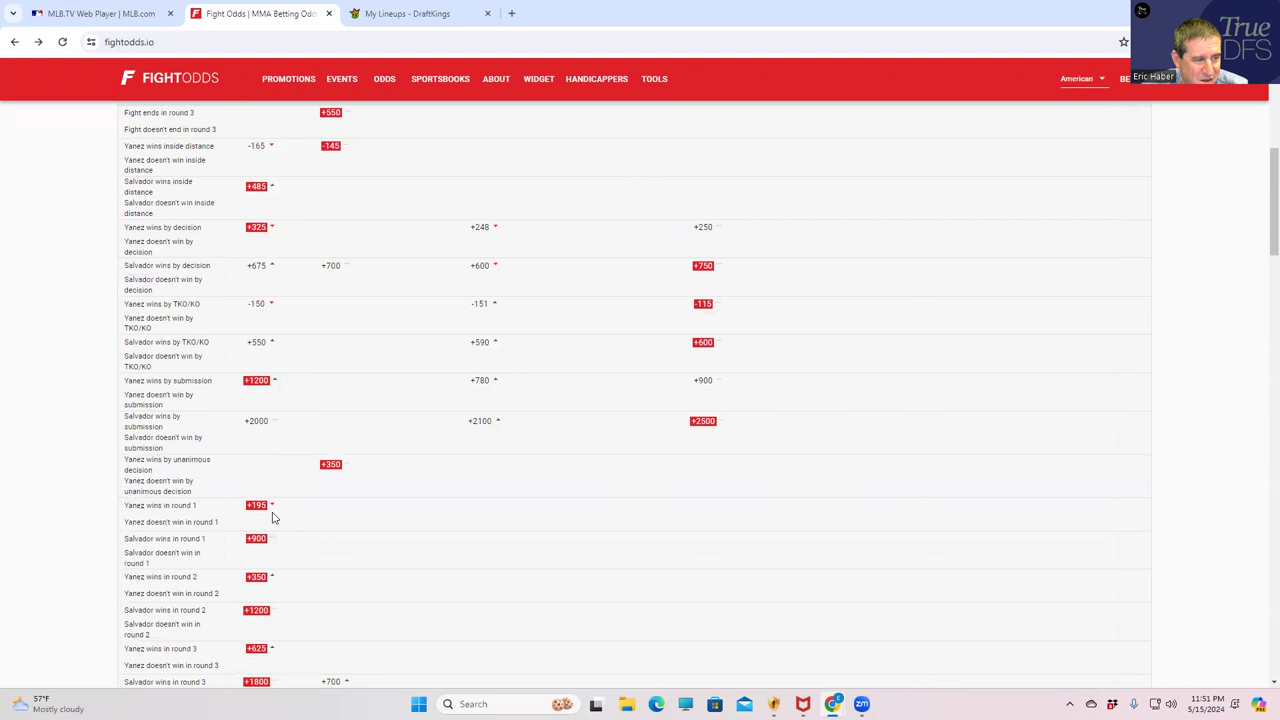 MLB.TV Web Player | MLB.com
Fight Odds | MMA Betting Odd
My Lineups - DraftKings
fightodds.io
True
DFS
Eric Haber
FIGHTODDS
PROMOTIONS EVENTS ODDS SPORTSBOOKS ABOUT WIDGET HANDICAPPERS TOOLS
American
BE
Fight ends in round 3 +550
Fight doesn't end in round 3
Yanez wins inside distance -165 -145
Yanez doesn't win inside
distance
Salvador wins inside
distance +485
Salvador doesn't win inside
distance
Yanez wins by decision +325 +248 +250
Yanez doesn't win by
decision
Salvador wins by decision +675 +700 +600 +750
Salvador doesn't win by
decision
Yanez wins by TKO/KO -150 -151 -115
Yanez doesn't win by
TKO/KO
Salvador wins by TKO/KO +550 +590 +600
Salvador doesn't win by
TKO/KO
Yanez wins by submission +1200 +780 +900
Yanez doesn't win by
submission
Salvador wins by
submission +2000 +2100 +2500
Salvador doesn't win by
submission
Yanez wins by unanimous
decision +350
Yanez doesn't win by
unanimous decision
Yanez wins in round 1 +195
Yanez doesn't win in round 1
Salvador wins in round 1 +900
Salvador doesn't win in
round 1
Yanez wins in round 2 +350
Yanez doesn't win in round 2
Salvador wins in round 2 +1200
Salvador doesn't win in
round 2
Yanez wins in round 3 +625
Yanez doesn't win in round 3
Salvador wins in round 3 +1800 +700
57°F
Mostly cloudy
Search
11:51 PM
5/15/2024